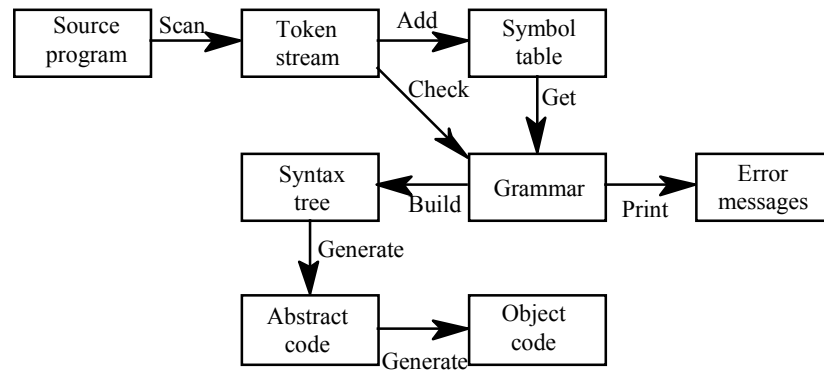 Source
program
Scan
Token
stream
Add
Symbol
table
Check
Get
Syntax
tree
Build
Grammar
Print
Error
messages
Generate
Abstract
code
Generate
Object
code